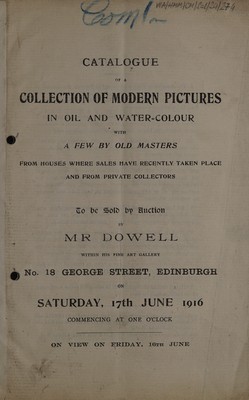 CATALOGUE
OF A
COLLECTION OF MODERN PICTURES
IN OIL AND WATER-COLOUR
WITH
A FEW BY OLD MASTERS
FROM HOUSES WHERE SALES HAVE RECENTLY TAKEN PLACE
AND FROM PRIVATE COLLECTORS
To be Sold by Auction
BY
MR DOWELL
WITHIN HIS FINE ART GALLERY
No. 18 GEORGE STREET, EDINBURGH
ON
SATURDAY, 17TH JUNE 1916
COMMENCING AT ONE O'CLOCK
ON VIEW ON FRIDAY, 16TH JUNE